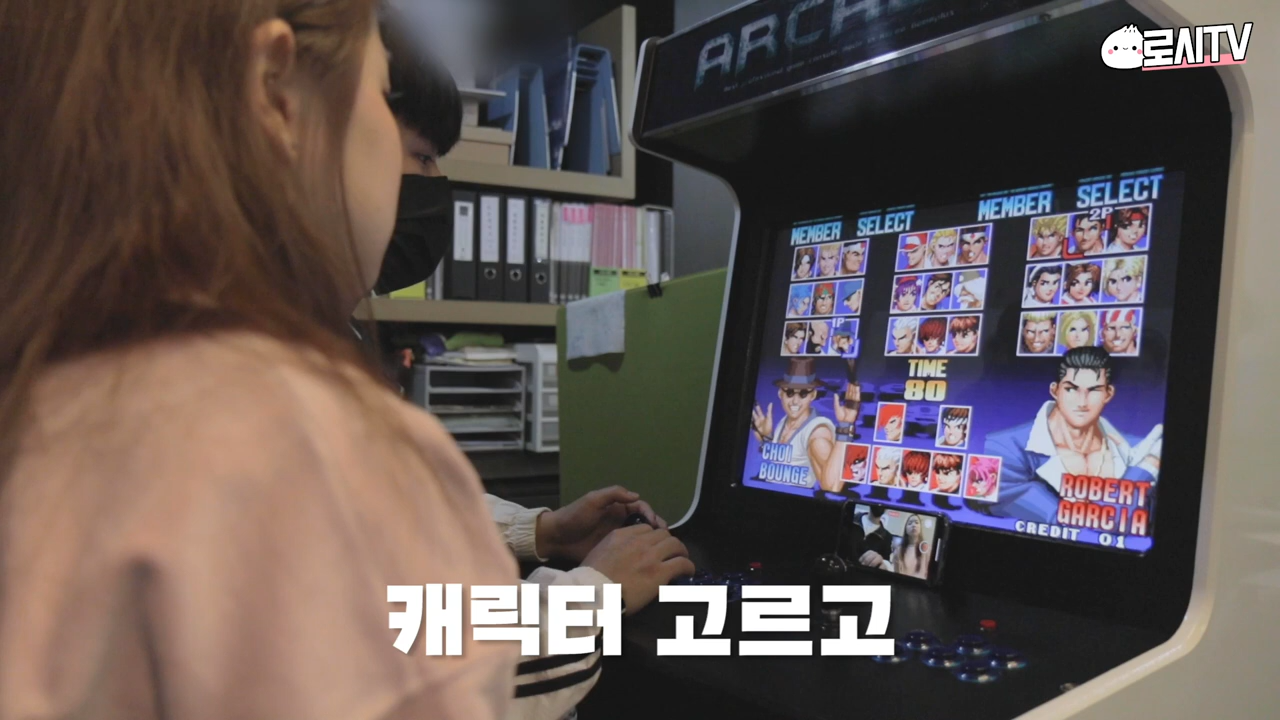 로시TV
ARCA
MEMBER SELECT
MEMBER SELECT
2P
1P
TIME
80
CHOI
BOUNGE
ROBERT
GARCIA
CREDIT 01
캐릭터 고르고